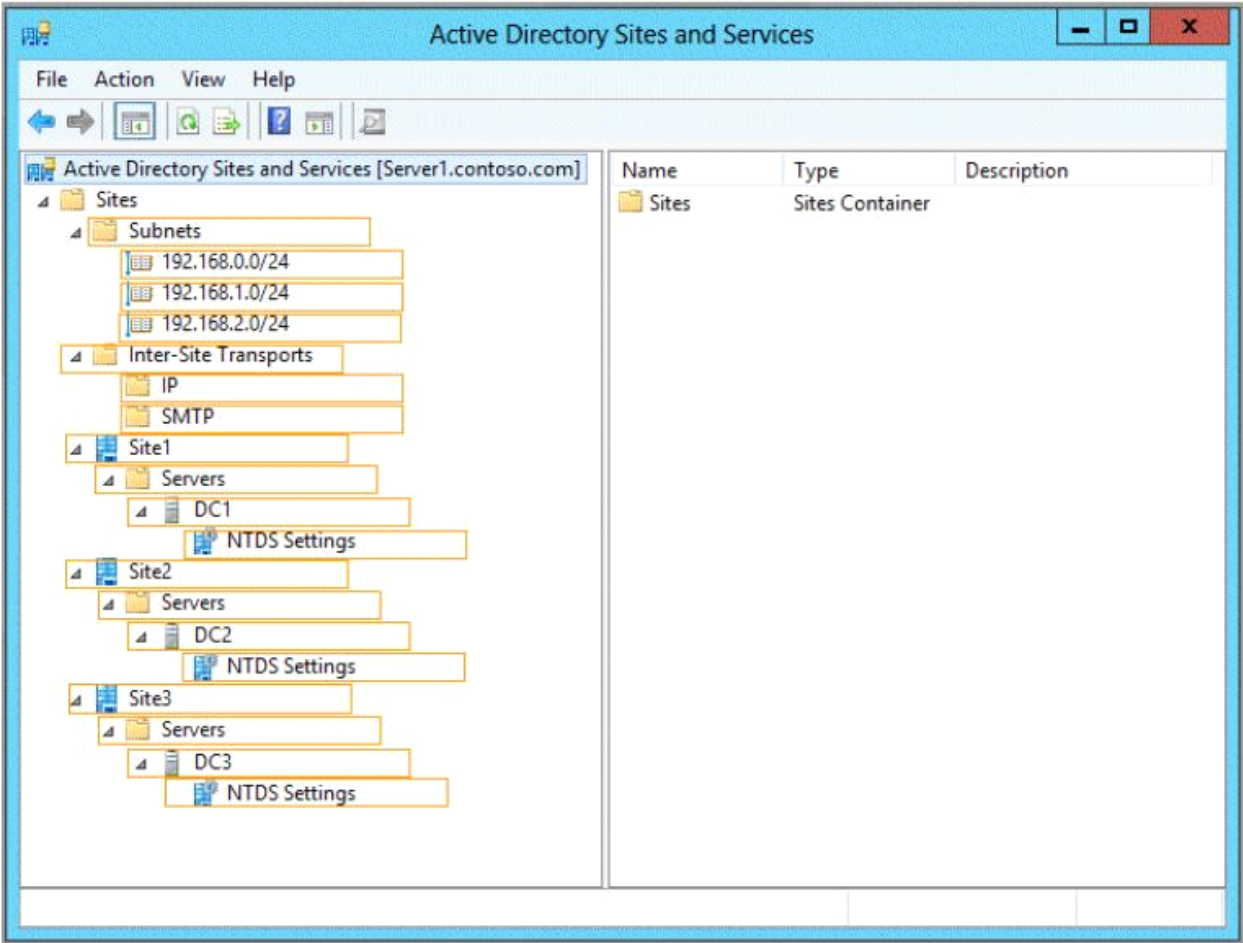 Active Directory Sites and Services
File Action View Help
Active Directory Sites and Services [Server1.contoso.com]
Sites
Subnets
192.168.0.0/24
192.168.1.0/24
192.168.2.0/24
Inter-Site Transports
IP
SMTP
Site1
Servers
DC1
NTDS Settings
Site2
Servers
DC2
NTDS Settings
Site3
Servers
DC3
NTDS Settings
Name Type Description
Sites Sites Container